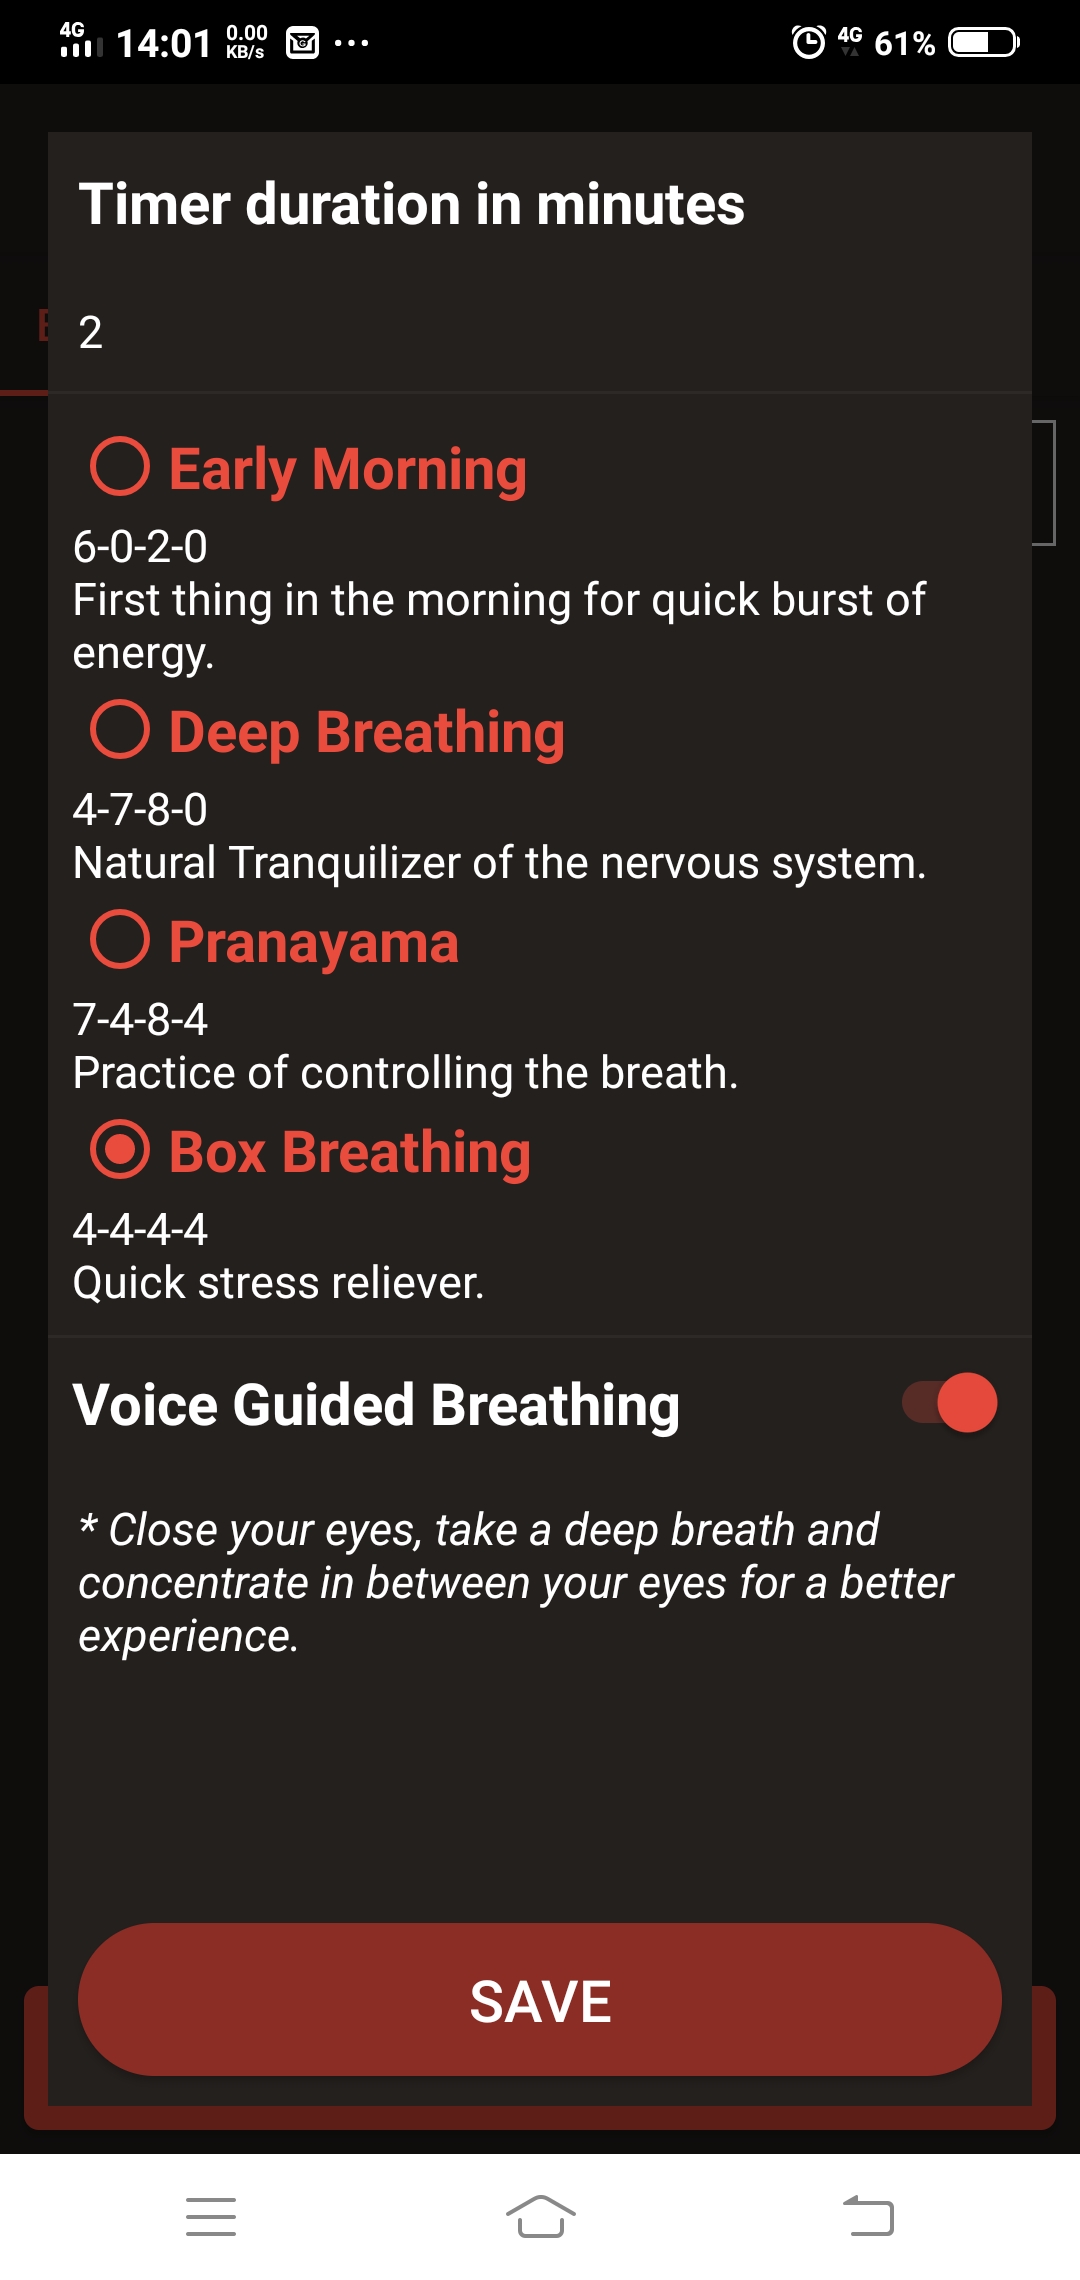 4G 14:01 0.00 KB/s 4G 61%
Timer duration in minutes
2
Early Morning
6-0-2-0
First thing in the morning for quick burst of
energy.
Deep Breathing
4-7-8-0
Natural Tranquilizer of the nervous system.
Pranayama
7-4-8-4
Practice of controlling the breath.
Box Breathing
4-4-4-4
Quick stress reliever.
Voice Guided Breathing
* Close your eyes, take a deep breath and
concentrate in between your eyes for a better
experience.
SAVE